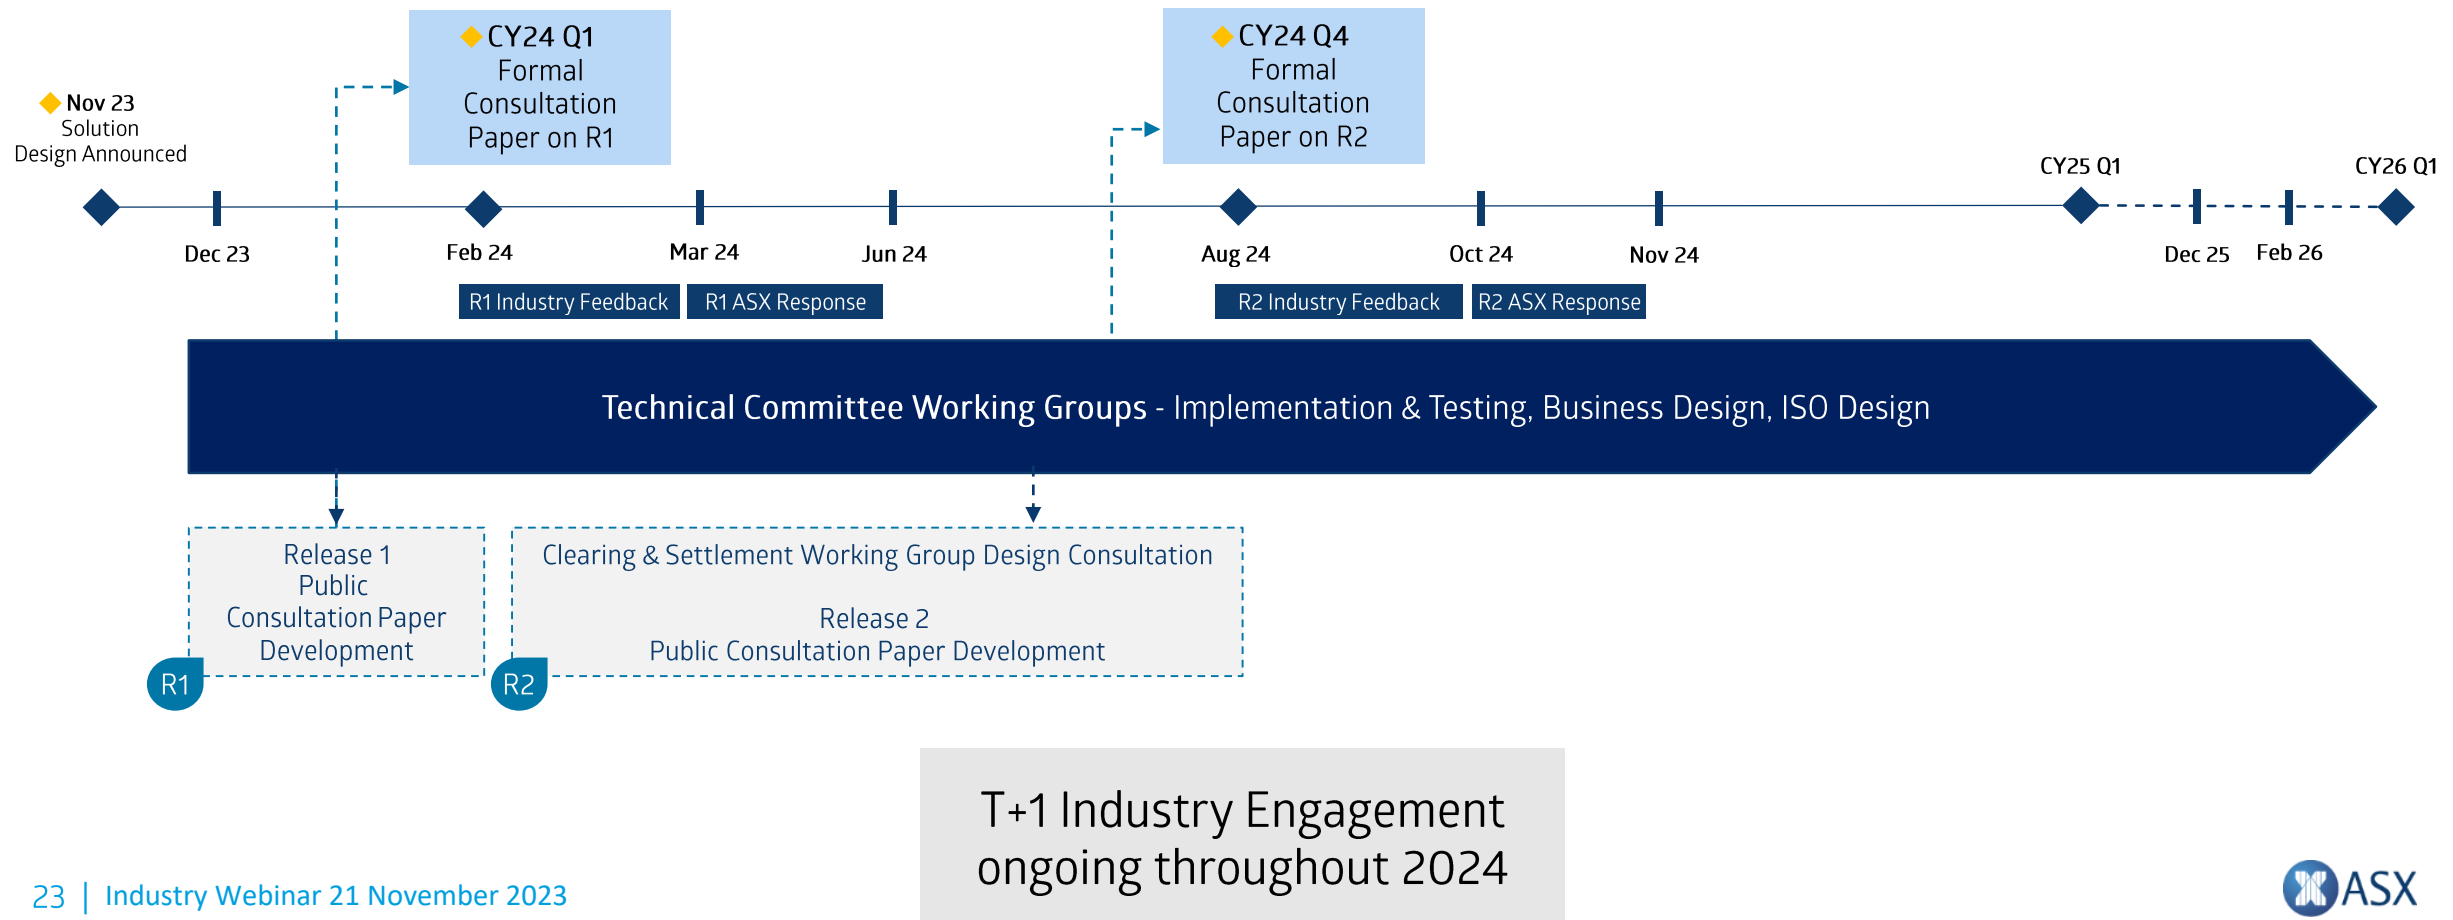 CY24 Q1
Formal
Consultation
Paper on R1
CY24 Q4
Formal
Consultation
Paper on R2
Nov 23
Solution
Design Announced
CY25 Q1
CY26 Q1
Dec 23
Feb 24
Mar 24
Jun 24
Aug 24
Oct 24
Nov 24
Dec 25
Feb 26
R1 Industry Feedback
R1 ASX Response
R2 Industry Feedback
R2 ASX Response
Technical Committee Working Groups - Implementation & Testing, Business Design, ISO Design
Release 1
Public
Consultation Paper
Development
R1
Clearing & Settlement Working Group Design Consultation
Release 2
Public Consultation Paper Development
R2
T+1 Industry Engagement
ongoing throughout 2024
23 | Industry Webinar 21 November 2023
ASX